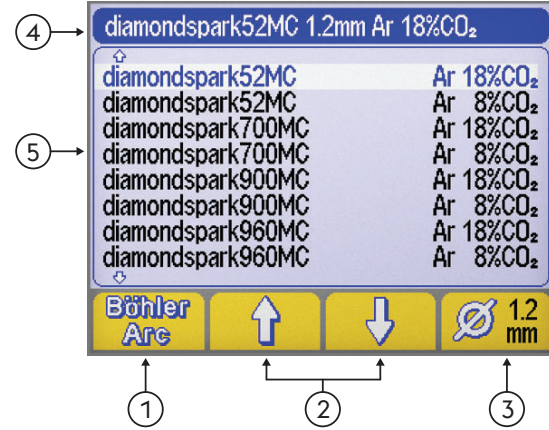 4
diamondspark52MC 1.2mm Ar 18%CO₂
5
diamondspark52MC Ar 18%CO₂
diamondspark52MC Ar 8%CO₂
diamondspark700MC Ar 18%CO₂
diamondspark700MC Ar 8%CO₂
diamondspark900MC Ar 18%CO₂
diamondspark900MC Ar 8%CO₂
diamondspark960MC Ar 18%CO₂
diamondspark960MC Ar 8%CO₂
Böhler
Arc
Ø 1.2
mm
1
2
3